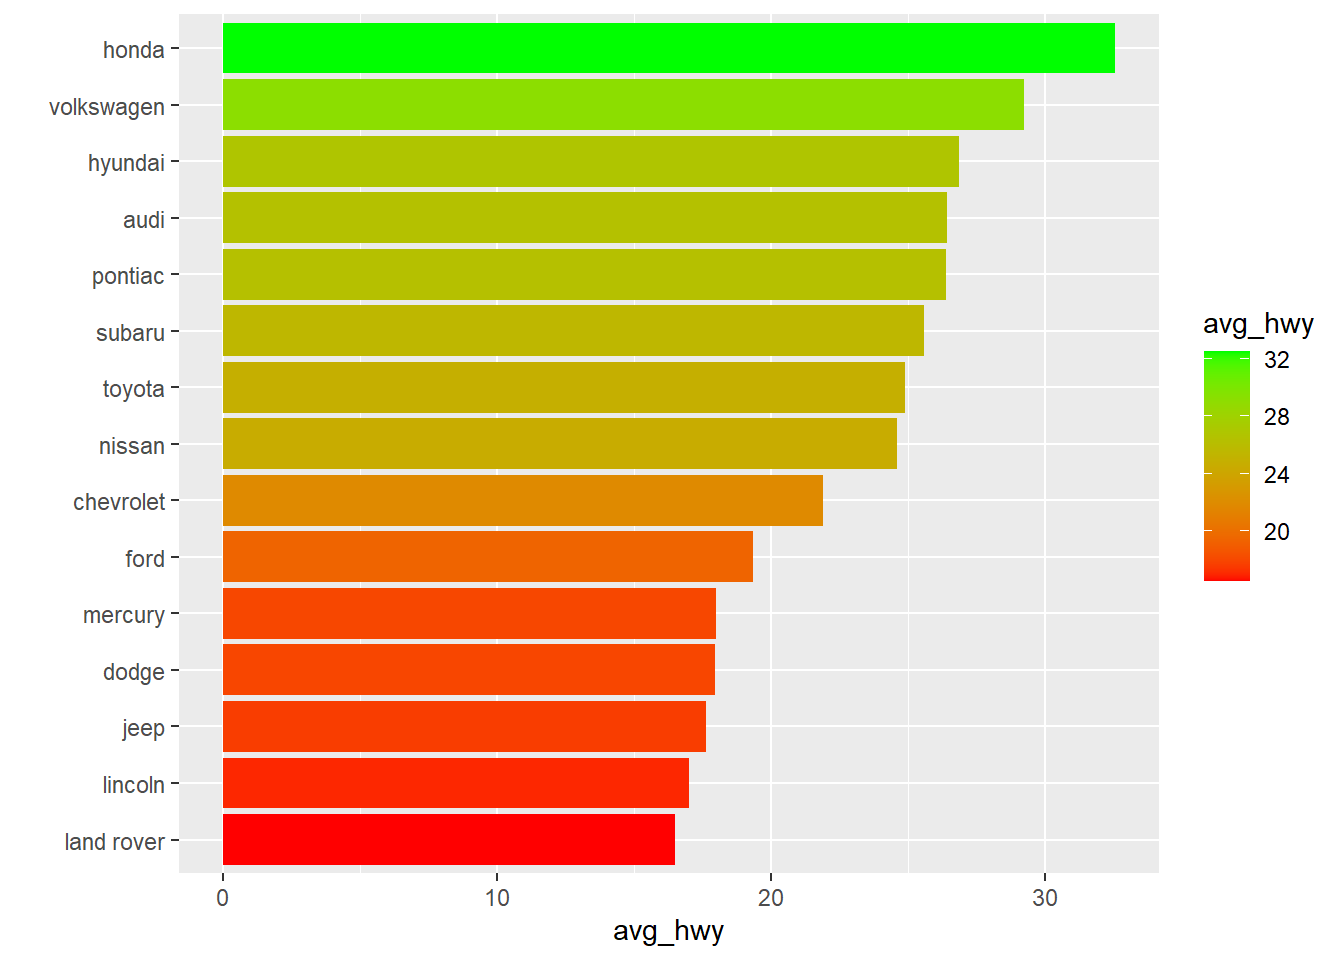 honda
volkswagen
hyundai
audi
pontiac
subaru
toyota
nissan
chevrolet
ford
mercury
dodge
jeep
lincoln
land rover
0 10 20 30
avg_hwy
avg_hwy
32
28
24
20